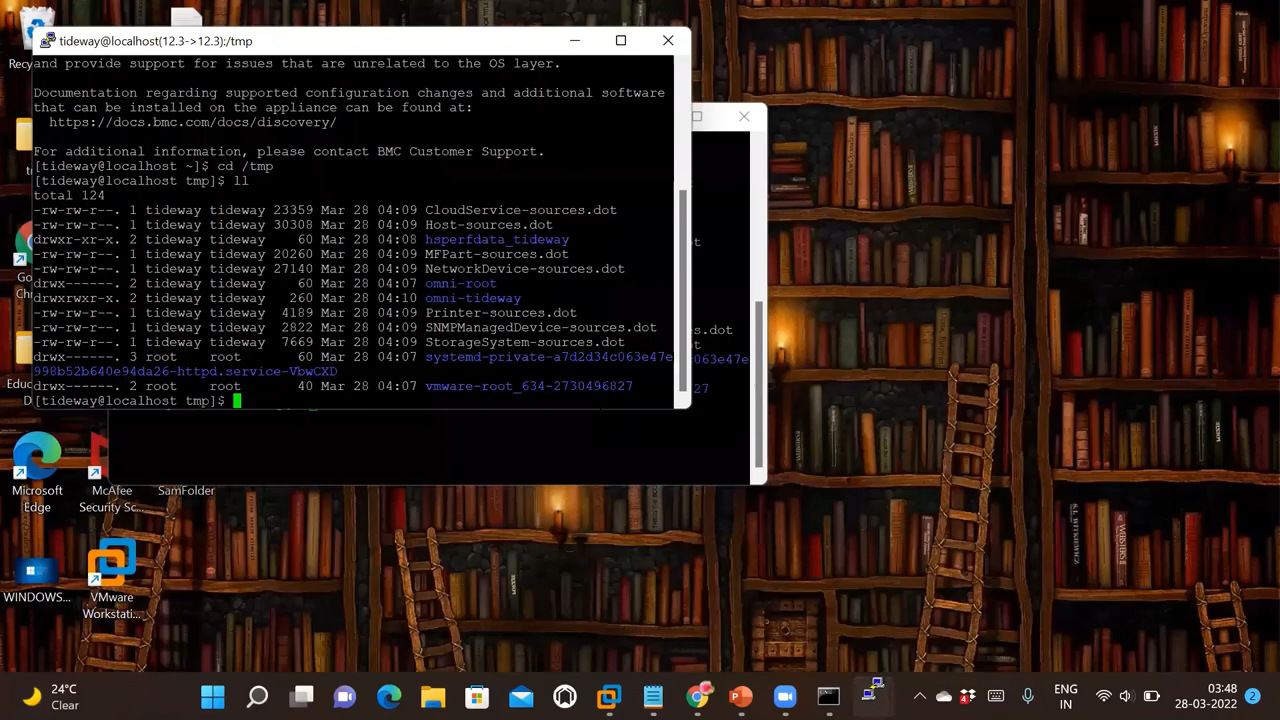 Recy
tideway@localhost(12.3->12.3):/tmp
and provide support for issues that are unrelated to the OS layer.
Documentation regarding supported configuration changes and additional software
that can be installed on the appliance can be found at:
https://docs.bmc.com/docs/discovery/
For additional information, please contact BMC Customer Support.
[tideway@localhost ~]$ cd /tmp
[tideway@localhost tmp]$ ll
total 124
-rw-rw-r--. 1 tideway tideway 23359 Mar 28 04:09 CloudService-sources.dot
-rw-rw-r--. 1 tideway tideway 30308 Mar 28 04:09 Host-sources.dot
drwxr-xr-x. 2 tideway tideway    60 Mar 28 04:08 hsperfdata_tideway
-rw-rw-r--. 1 tideway tideway 20260 Mar 28 04:09 MFPart-sources.dot
-rw-rw-r--. 1 tideway tideway 27140 Mar 28 04:09 NetworkDevice-sources.dot
drwx------. 2 tideway tideway    60 Mar 28 04:07 omni-root
drwxrwxr-x. 2 tideway tideway   260 Mar 28 04:10 omni-tideway
-rw-rw-r--. 1 tideway tideway  4189 Mar 28 04:09 Printer-sources.dot
-rw-rw-r--. 1 tideway tideway  2822 Mar 28 04:09 SNMPManagedDevice-sources.dot
-rw-rw-r--. 1 tideway tideway  7669 Mar 28 04:09 StorageSystem-sources.dot
drwx------. 3 root    root       60 Mar 28 04:07 systemd-private-a7d2d34c063e47e
998b52b640e94da26-httpd.service-VbwCXD
drwx------. 2 root    root       40 Mar 28 04:07 vmware-root_634-2730496827
[tideway@localhost tmp]$
t
s.dot
t
063e47e
27
Go
Chr
Educ
D
Microsoft
Edge
McAfee
Security Sc...
SamFolder
WINDOWS...
VMware
Workstati...
24°C
Clear
4
ENG
IN
03:48
28-03-2022
2